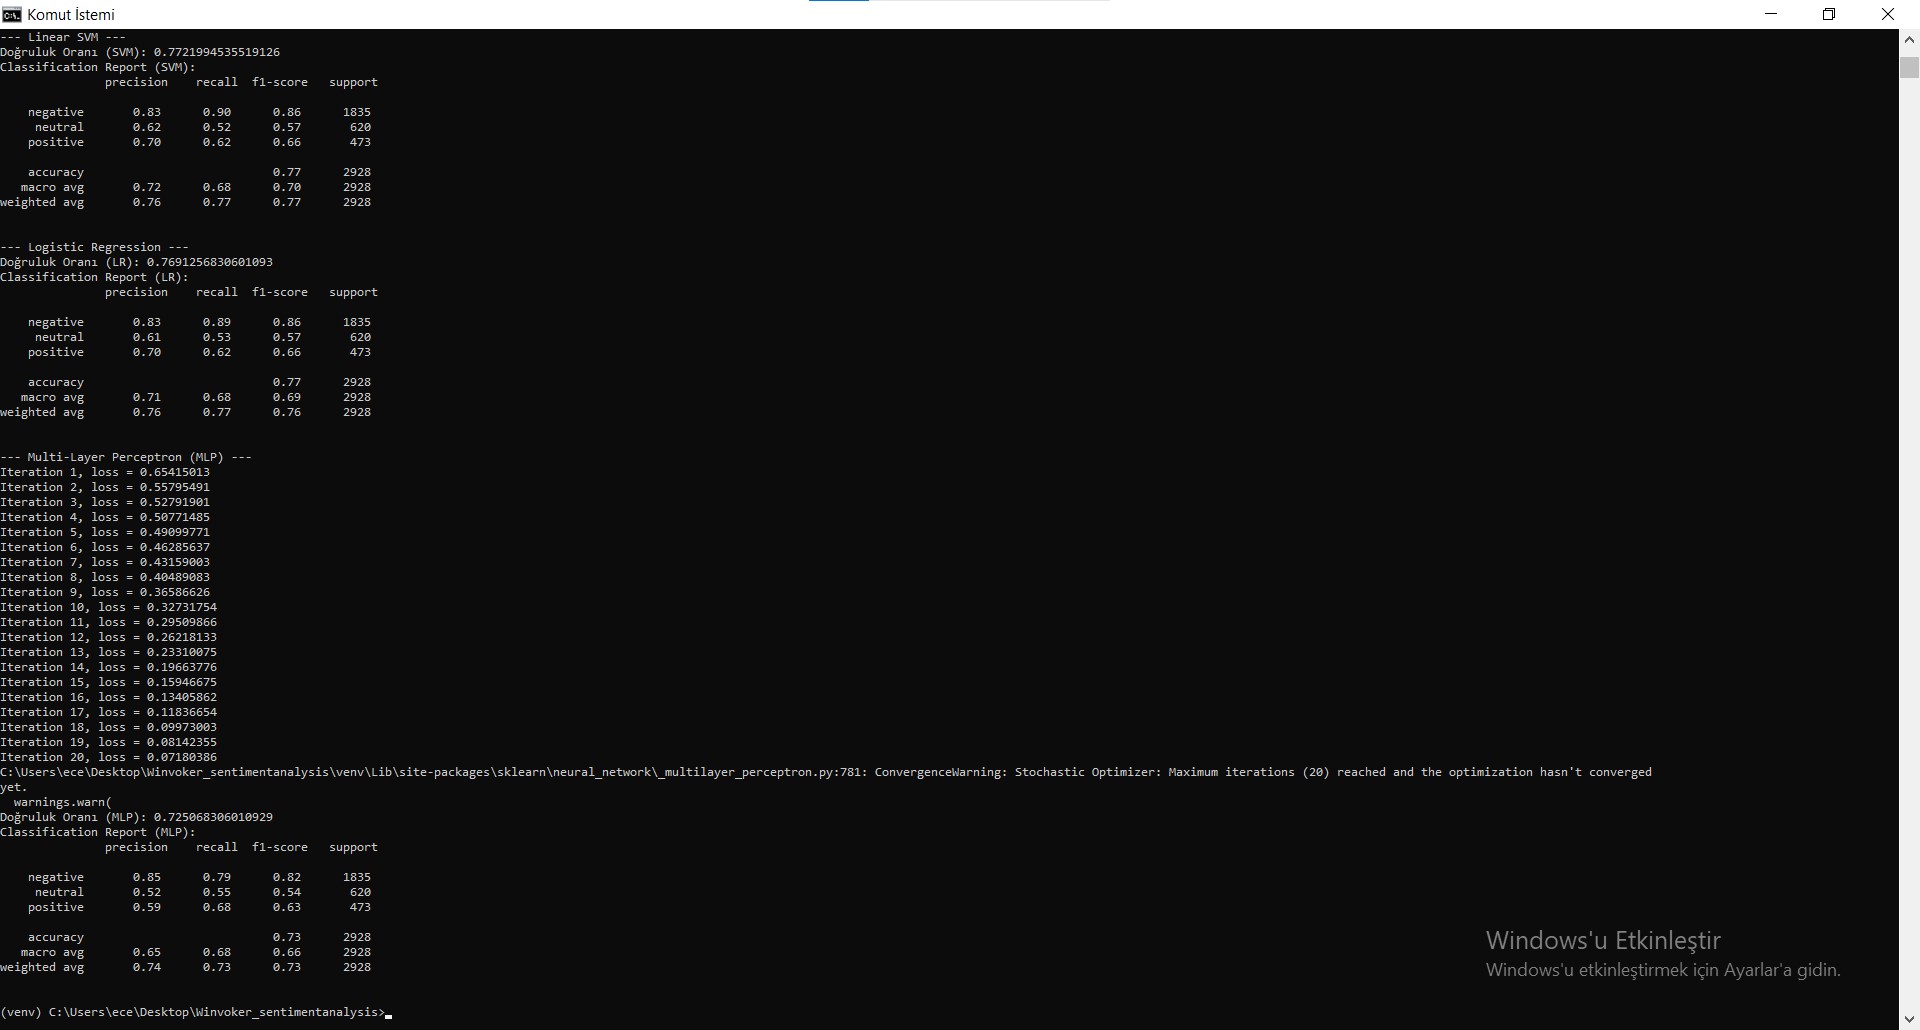 Komut İstemi
--- Linear SVM ---
Doğruluk Oranı (SVM): 0.7721994535519126
Classification Report (SVM):
precision recall f1-score support
negative 0.83 0.90 0.86 1835
neutral 0.62 0.52 0.57 620
positive 0.70 0.62 0.66 473
accuracy 0.77 2928
macro avg 0.72 0.68 0.70 2928
weighted avg 0.76 0.77 0.77 2928
--- Logistic Regression ---
Doğruluk Oranı (LR): 0.7691256830601093
Classification Report (LR):
precision recall f1-score support
negative 0.83 0.89 0.86 1835
neutral 0.61 0.53 0.57 620
positive 0.70 0.62 0.66 473
accuracy 0.77 2928
macro avg 0.71 0.68 0.69 2928
weighted avg 0.76 0.77 0.76 2928
--- Multi-Layer Perceptron (MLP) ---
Iteration 1, loss = 0.65415013
Iteration 2, loss = 0.55795491
Iteration 3, loss = 0.52791901
Iteration 4, loss = 0.50771485
Iteration 5, loss = 0.49099771
Iteration 6, loss = 0.46285637
Iteration 7, loss = 0.43159003
Iteration 8, loss = 0.40489083
Iteration 9, loss = 0.36586626
Iteration 10, loss = 0.32731754
Iteration 11, loss = 0.29509866
Iteration 12, loss = 0.26218133
Iteration 13, loss = 0.23310075
Iteration 14, loss = 0.19663776
Iteration 15, loss = 0.15946675
Iteration 16, loss = 0.13405862
Iteration 17, loss = 0.11836654
Iteration 18, loss = 0.09973003
Iteration 19, loss = 0.08142355
Iteration 20, loss = 0.07180386
C:\Users\ece\Desktop\Winvoker_sentimentanalysis\venv\Lib\site-packages\sklearn\neural_network\_multilayer_perceptron.py:781: ConvergenceWarning: Stochastic Optimizer: Maximum iterations (20) reached and the optimization hasn't converged
yet.
warnings.warn(
Doğruluk Oranı (MLP): 0.725068306010929
Classification Report (MLP):
precision recall f1-score support
negative 0.85 0.79 0.82 1835
neutral 0.52 0.55 0.54 620
positive 0.59 0.68 0.63 473
accuracy 0.73 2928
macro avg 0.65 0.68 0.66 2928
weighted avg 0.74 0.73 0.73 2928
(venv) C:\Users\ece\Desktop\Winvoker_sentimentanalysis>
Windows'u Etkinleştir
Windows'u etkinleştirmek için Ayarlar'a gidin.